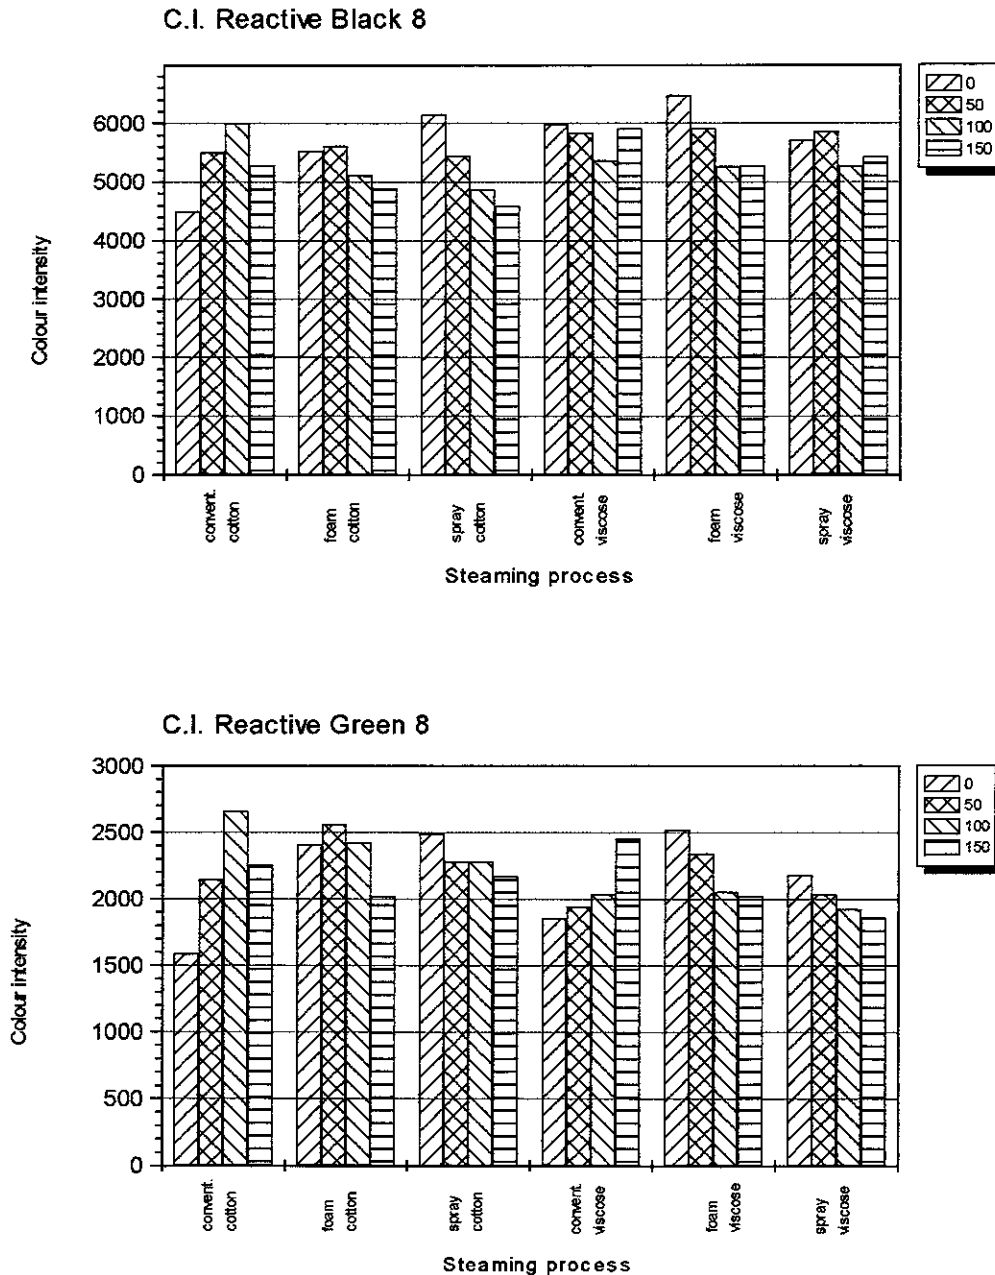 C.I. Reactive Black 8
6000
5000
4000
3000
2000
1000
0
Colour intensity
0
50
100
150
convent.
cotton
foam
cotton
spray
cotton
convent.
viscose
foam
viscose
spray
viscose
Steaming process
C.I. Reactive Green 8
3000
2500
2000
1500
1000
500
0
Colour intensity
0
50
100
150
convent.
cotton
foam
cotton
spray
cotton
convent.
viscose
foam
viscose
spray
viscose
Steaming process